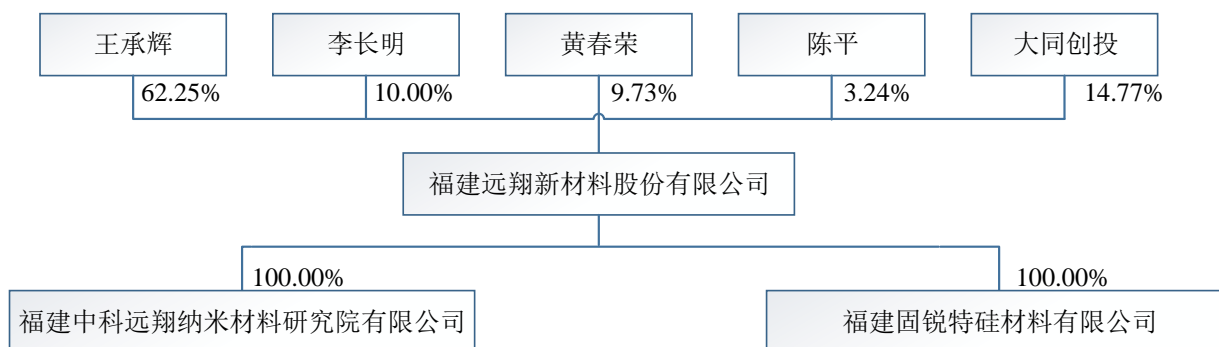 王承辉
李长明
黄春荣
陈平
大同创投
62.25%
10.00%
9.73%
3.24%
14.77%
福建远翔新材料股份有限公司
100.00%
100.00%
福建中科远翔纳米材料研究院有限公司
福建固锐特硅材料有限公司